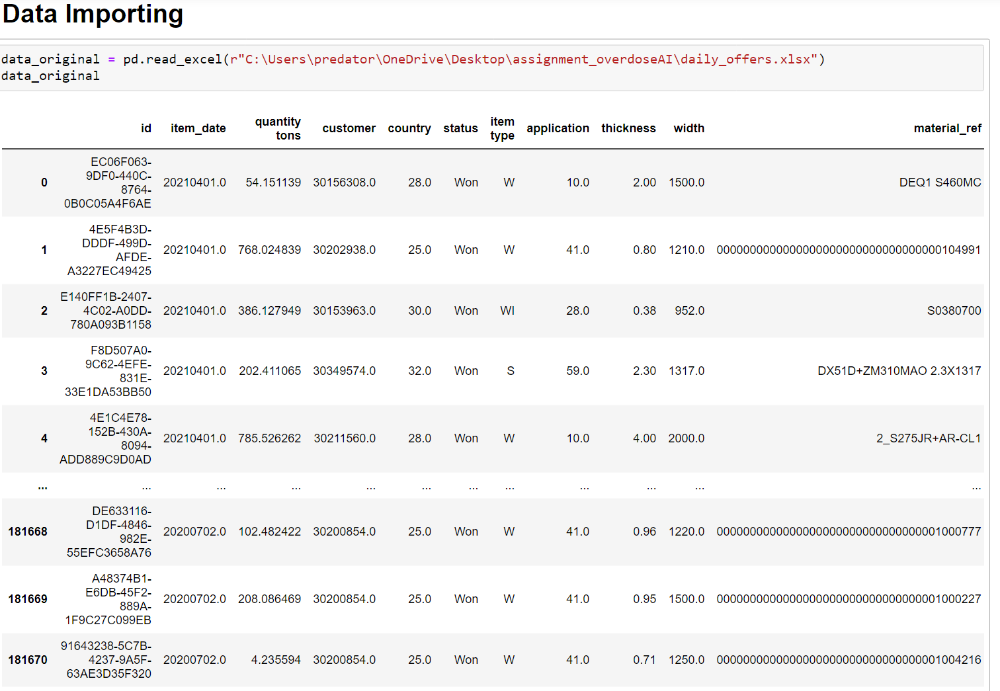 Data Importing
data_original = pd.read_excel(r"C:\Users\predator\OneDrive\Desktop\assignment_overdoseAI\daily_offers.xlsx")
data_original
id item_date quantity tons customer country status item type application thickness width material_ref
0 EC06F063-9DF0-440C-8764-0B0C05A4F6AE 20210401.0 54.151139 30156308.0 28.0 Won W 10.0 2.00 1500.0 DEQ1 S460MC
1 4E5F4B3D-DDDF-499D-AFDE-A3227EC49425 20210401.0 768.024839 30202938.0 25.0 Won W 41.0 0.80 1210.0 0000000000000000000000000000000000104991
2 E140FF1B-2407-4C02-A0DD-780A093B1158 20210401.0 386.127949 30153963.0 30.0 Won WI 28.0 0.38 952.0 S0380700
3 F8D507A0-9C62-4EFE-831E-33E1DA53BB50 20210401.0 202.411065 30349574.0 32.0 Won S 59.0 2.30 1317.0 DX51D+ZM310MAO 2.3X1317
4 4E1C4E78-152B-430A-8094-ADD889C9D0AD 20210401.0 785.526262 30211560.0 28.0 Won W 10.0 4.00 2000.0 2_S275JR+AR-CL1
... ... ... ... ... ... ... ... ... ... ... ...
181668 DE633116-D1DF-4846-982E-55EFC3658A76 20200702.0 102.482422 30200854.0 25.0 Won W 41.0 0.96 1220.0 0000000000000000000000000000000001000777
181669 A48374B1-E6DB-45F2-889A-1F9C27C099EB 20200702.0 208.086469 30200854.0 25.0 Won W 41.0 0.95 1500.0 0000000000000000000000000000000001000227
181670 91643238-5C7B-4237-9A5F-63AE3D35F320 20200702.0 4.235594 30200854.0 25.0 Won W 41.0 0.71 1250.0 0000000000000000000000000000000001004216